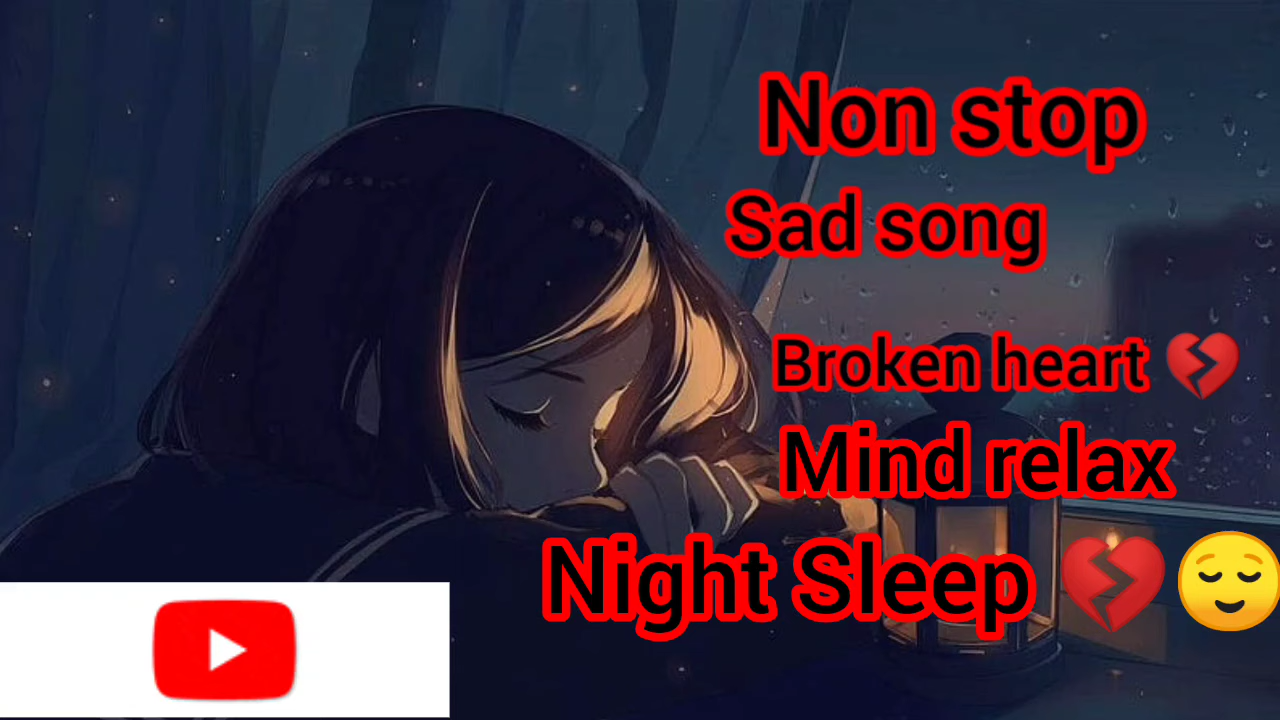 Non stop
Sad song
Broken heart 💔
Mind relax
Night Sleep 💔😌